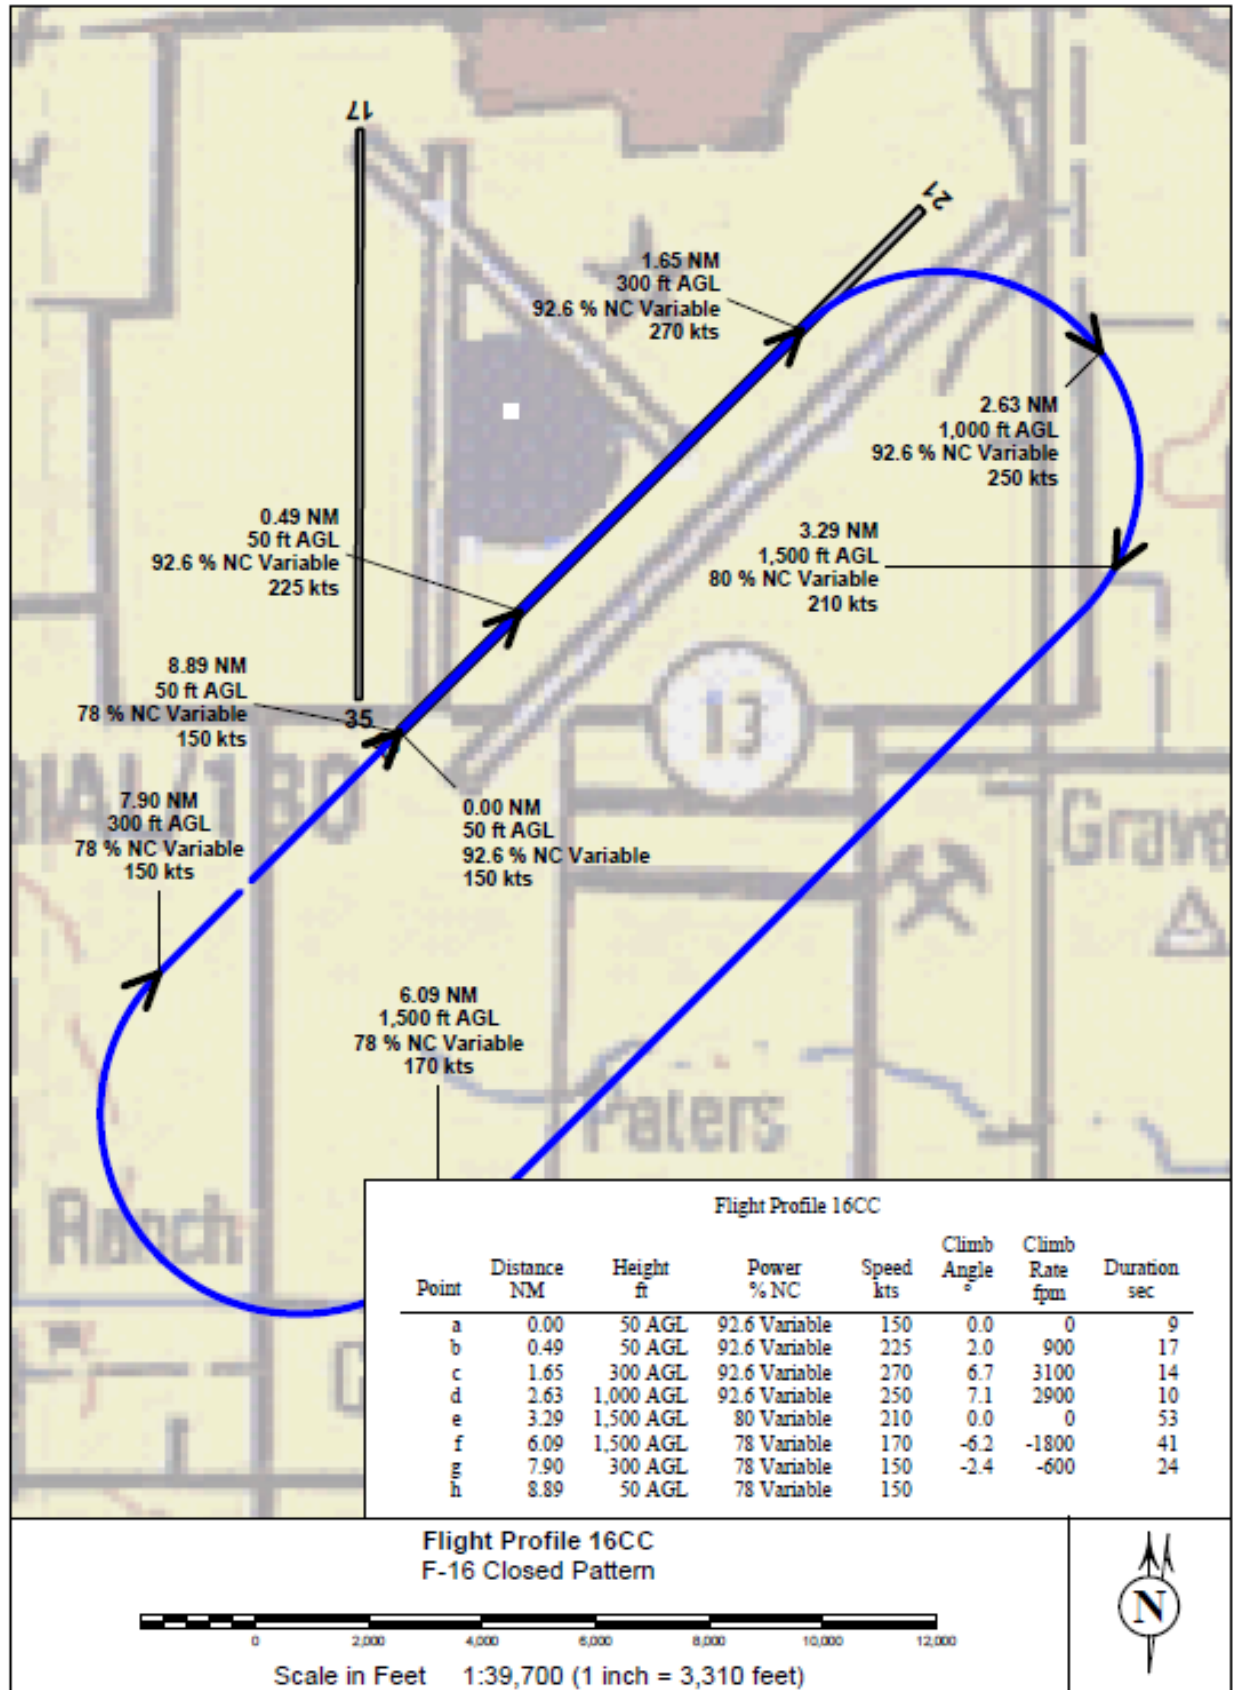 17
21
1.65 NM
300 ft AGL
92.6 % NC Variable
270 kts
2.63 NM
1,000 ft AGL
92.6 % NC Variable
250 kts
0.49 NM
50 ft AGL
92.6 % NC Variable
225 kts
3.29 NM
1,500 ft AGL
80 % NC Variable
210 kts
8.89 NM
50 ft AGL
78 % NC Variable
150 kts
35
13
7.90 NM
300 ft AGL
78 % NC Variable
150 kts
0.00 NM
50 ft AGL
92.6 % NC Variable
150 kts
Grave
6.09 NM
1,500 ft AGL
78 % NC Variable
170 kts
Paters
Ranch
Flight Profile 16CC
Point Distance NM Height ft Power % NC Speed kts Climb Angle ° Climb Rate fpm Duration sec
a 0.00 50 AGL 92.6 Variable 150 0.0 0 9
b 0.49 50 AGL 92.6 Variable 225 2.0 900 17
c 1.65 300 AGL 92.6 Variable 270 6.7 3100 14
d 2.63 1,000 AGL 92.6 Variable 250 7.1 2900 10
e 3.29 1,500 AGL 80 Variable 210 0.0 0 53
f 6.09 1,500 AGL 78 Variable 170 -6.2 -1800 41
g 7.90 300 AGL 78 Variable 150 -2.4 -600 24
h 8.89 50 AGL 78 Variable 150
Flight Profile 16CC
F-16 Closed Pattern
0 2,000 4,000 6,000 8,000 10,000 12,000
Scale in Feet 1:39,700 (1 inch = 3,310 feet)
N